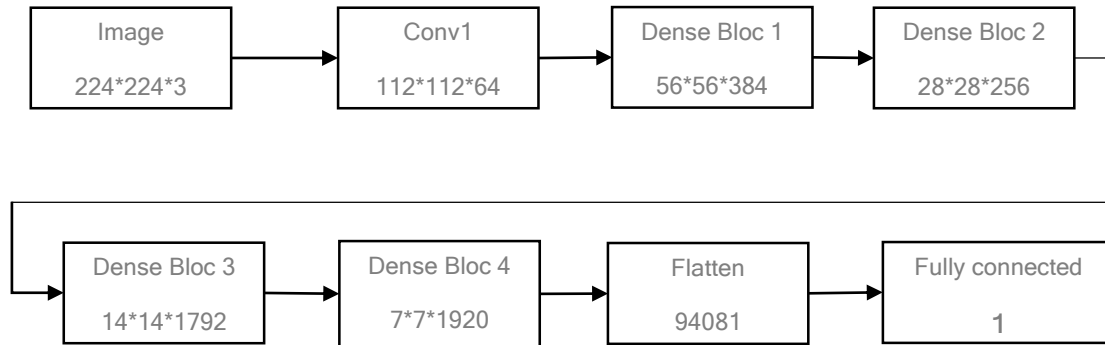 Image
224*224*3
Conv1
112*112*64
Dense Bloc 1
56*56*384
Dense Bloc 2
28*28*256
Dense Bloc 3
14*14*1792
Dense Bloc 4
7*7*1920
Flatten
94081
Fully connected
1